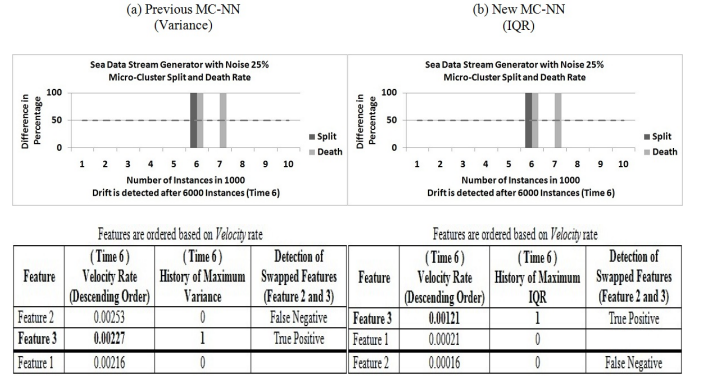 (a) Previous MC-NN
(Variance)
Sea Data Stream Generator with Noise 25%
Micro-Cluster Split and Death Rate
Difference in
Percentage
100
50
0
1 2 3 4 5 6 7 8 9 10
Split
Death
Number of Instances in 1000
Drift is detected after 6000 Instances (Time 6)
(b) New MC-NN
(IQR)
Sea Data Stream Generator with Noise 25%
Micro-Cluster Split and Death Rate
Difference in
Percentage
100
50
0
1 2 3 4 5 6 7 8 9 10
Split
Death
Number of Instances in 1000
Drift is detected after 6000 Instances (Time 6)
Features are ordered based on Velocity rate
Feature
( Time 6 )
Velocity Rate
(Descending Order)
( Time 6 )
History of Maximum
Variance
Detection of
Swapped Features
(Feature 2 and 3)
Feature 2 0.00253 0 False Negative
Feature 3 0.00227 1 True Positive
Feature 1 0.00216 0
Features are ordered based on Velocity rate
Feature
( Time 6 )
Velocity Rate
(Descending Order)
( Time 6 )
History of Maximum
IQR
Detection of
Swapped Features
(Feature 2 and 3)
Feature 3 0.00121 1 True Positive
Feature 1 0.00021 0
Feature 2 0.00016 0 False Negative